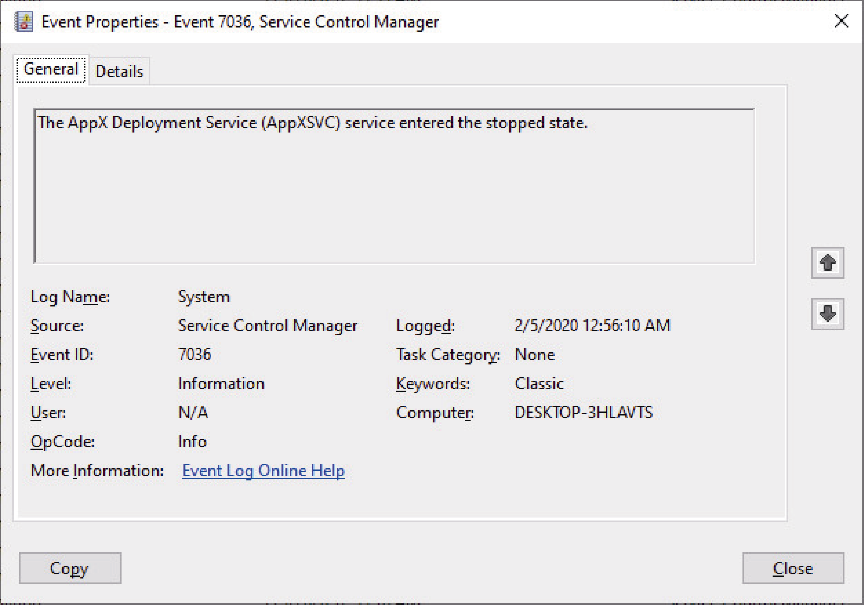 Event Properties - Event 7036, Service Control Manager
General Details
The AppX Deployment Service (AppXSVC) service entered the stopped state.
Log Name: System
Source: Service Control Manager Logged: 2/5/2020 12:56:10 AM
Event ID: 7036 Task Category: None
Level: Information Keywords: Classic
User: N/A Computer: DESKTOP-3HLAVTS
OpCode: Info
More Information: Event Log Online Help
Copy Close